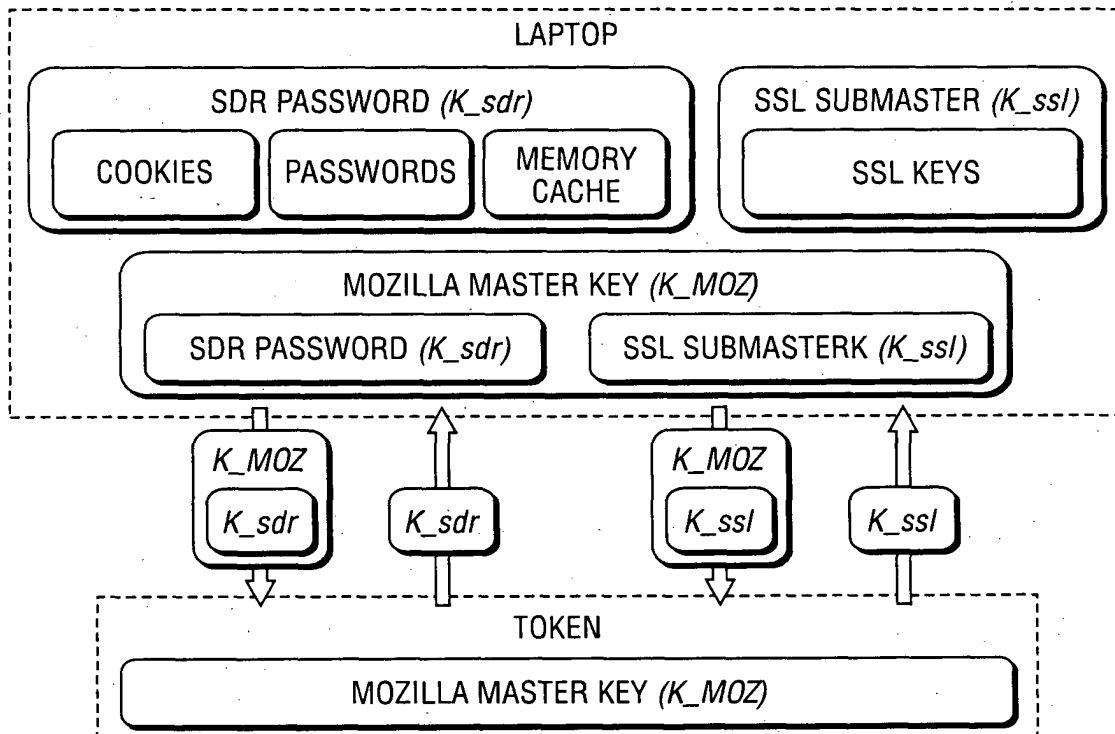 LAPTOP
SDR PASSWORD (K_sdr)
COOKIES
PASSWORDS
MEMORY
CACHE
SSL SUBMASTER (K_ssl)
SSL KEYS
MOZILLA MASTER KEY (K_MOZ)
SDR PASSWORD (K_sdr)
SSL SUBMASTERK (K_ssl)
K_MOZ
K_sdr
K_sdr
K_MOZ
K_ssl
K_ssl
TOKEN
MOZILLA MASTER KEY (K_MOZ)